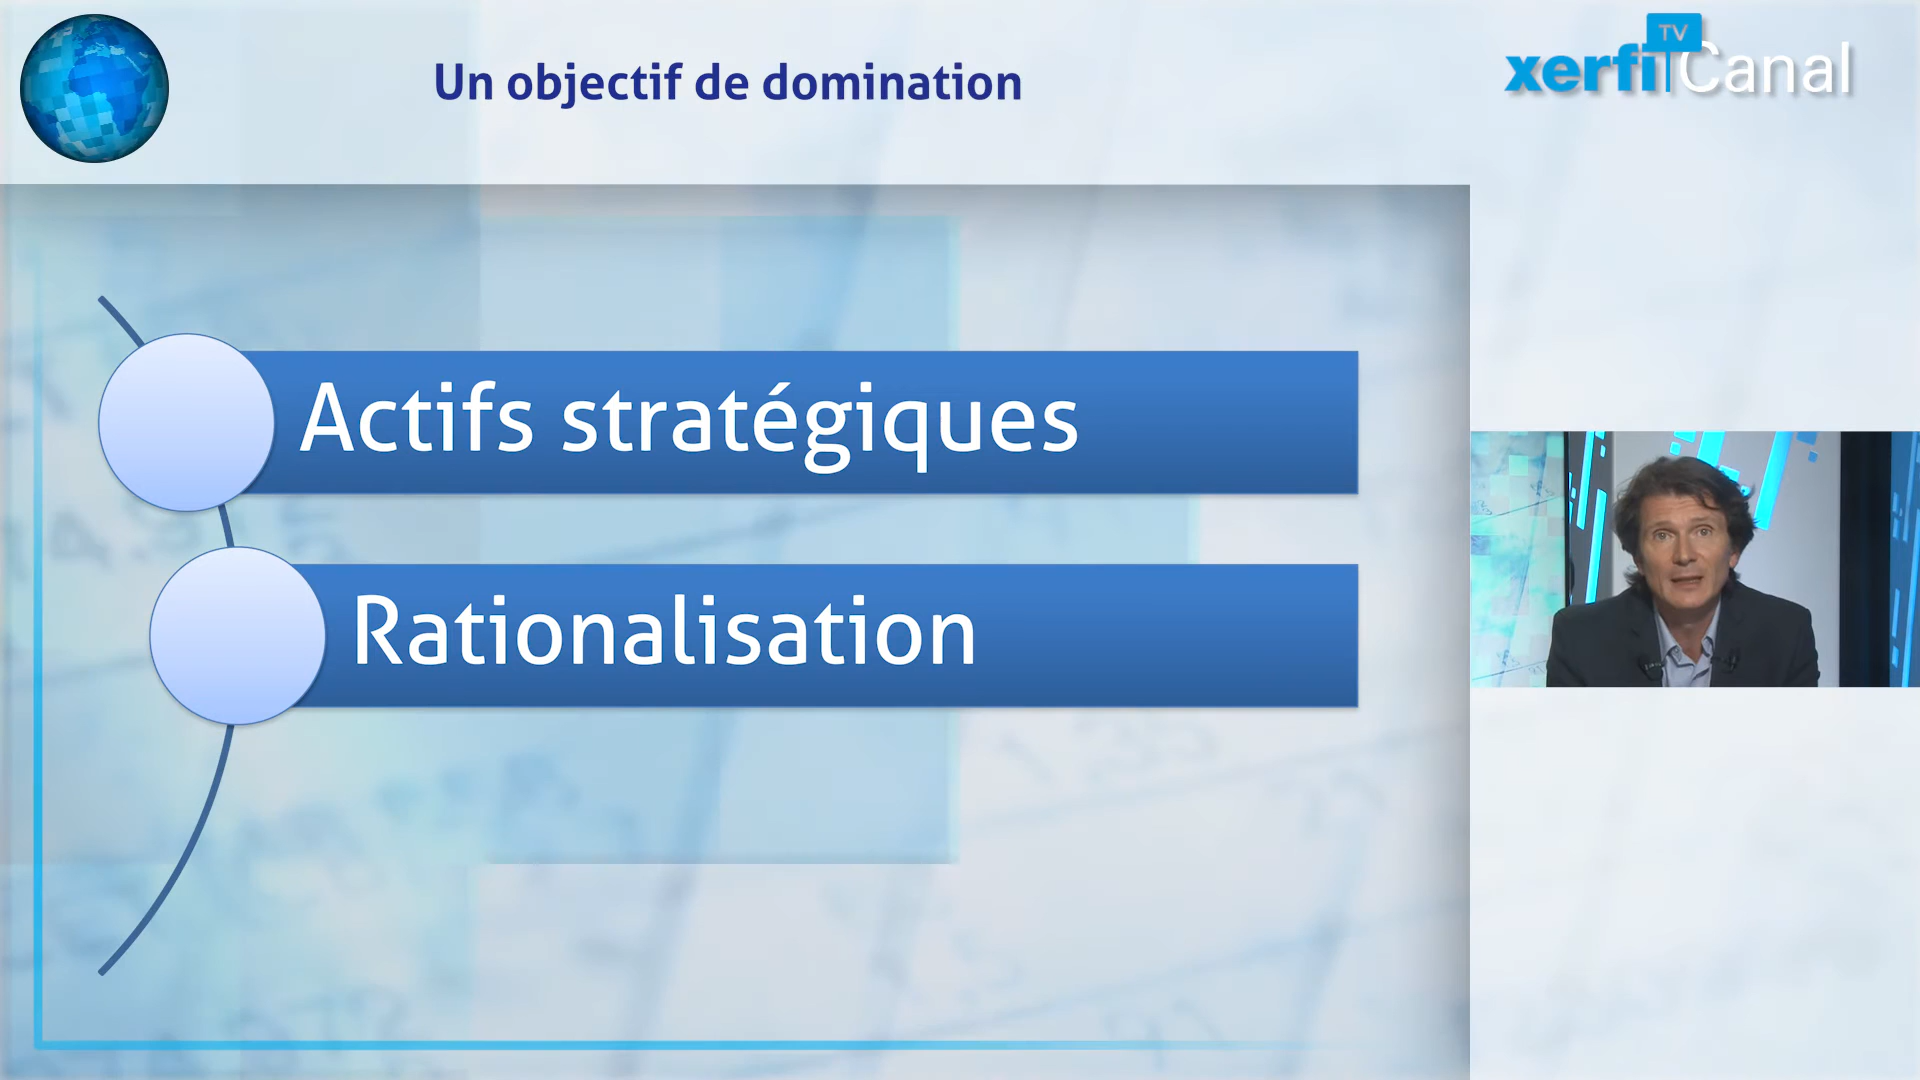 Un objectif de domination
xerfi TV Canal
Actifs stratégiques
Rationalisation